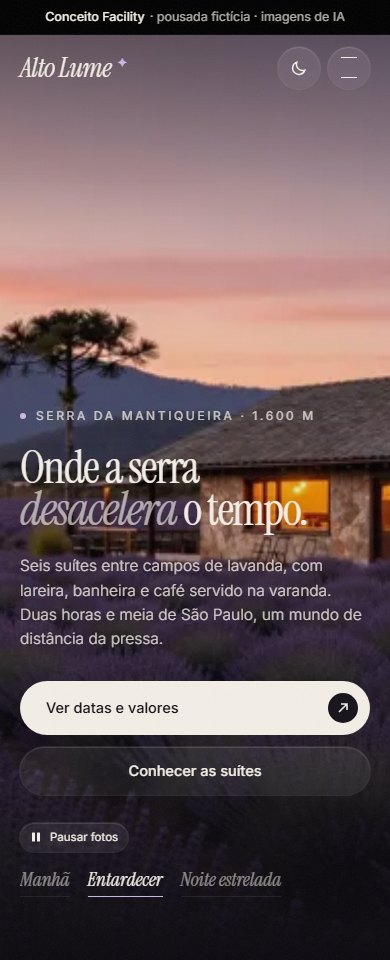 Conceito Facility · pousada fictícia · imagens de IA
Alto Lume
SERRA DA MANTIQUEIRA · 1.600 M
Onde a serra
desacelera o tempo.
Seis suítes entre campos de lavanda, com
lareira, banheira e café servido na varanda.
Duas horas e meia de São Paulo, um mundo de
distância da pressa.
Ver datas e valores
Conhecer as suítes
Pausar fotos
Manhã Entardecer Noite estrelada